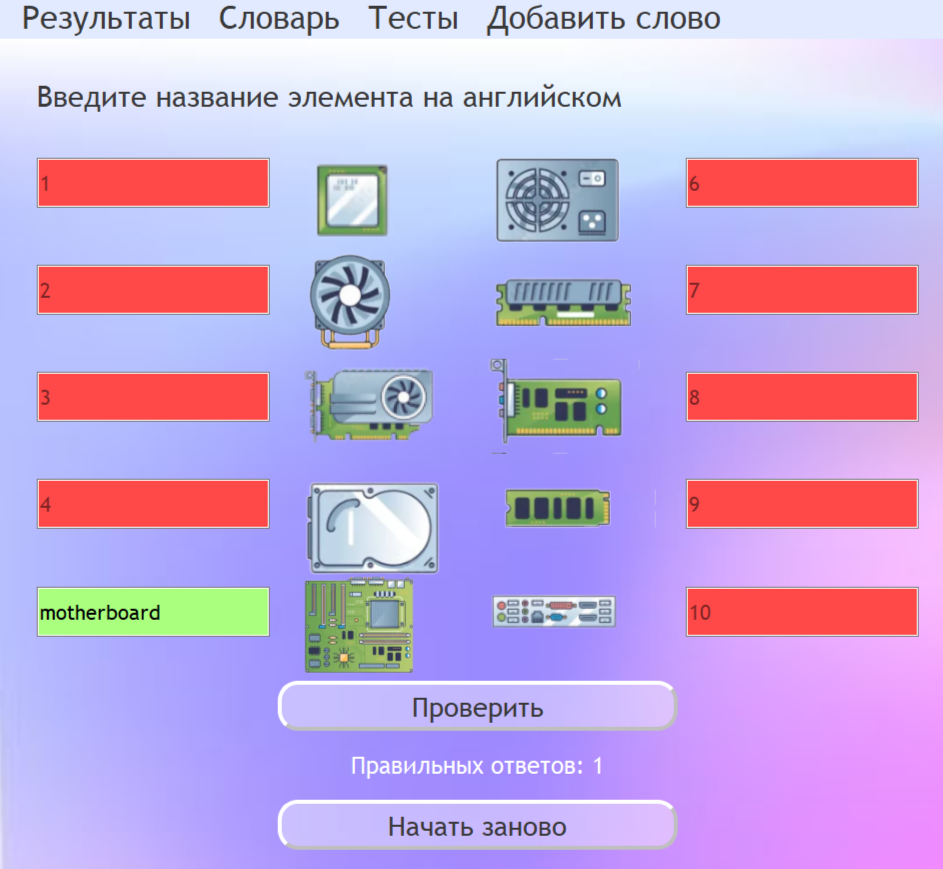 Результаты Словарь Тесты Добавить слово
Введите название элемента на английском
1 6
2 7
3 8
4 9
motherboard 10
Проверить
Правильных ответов: 1
Начать заново